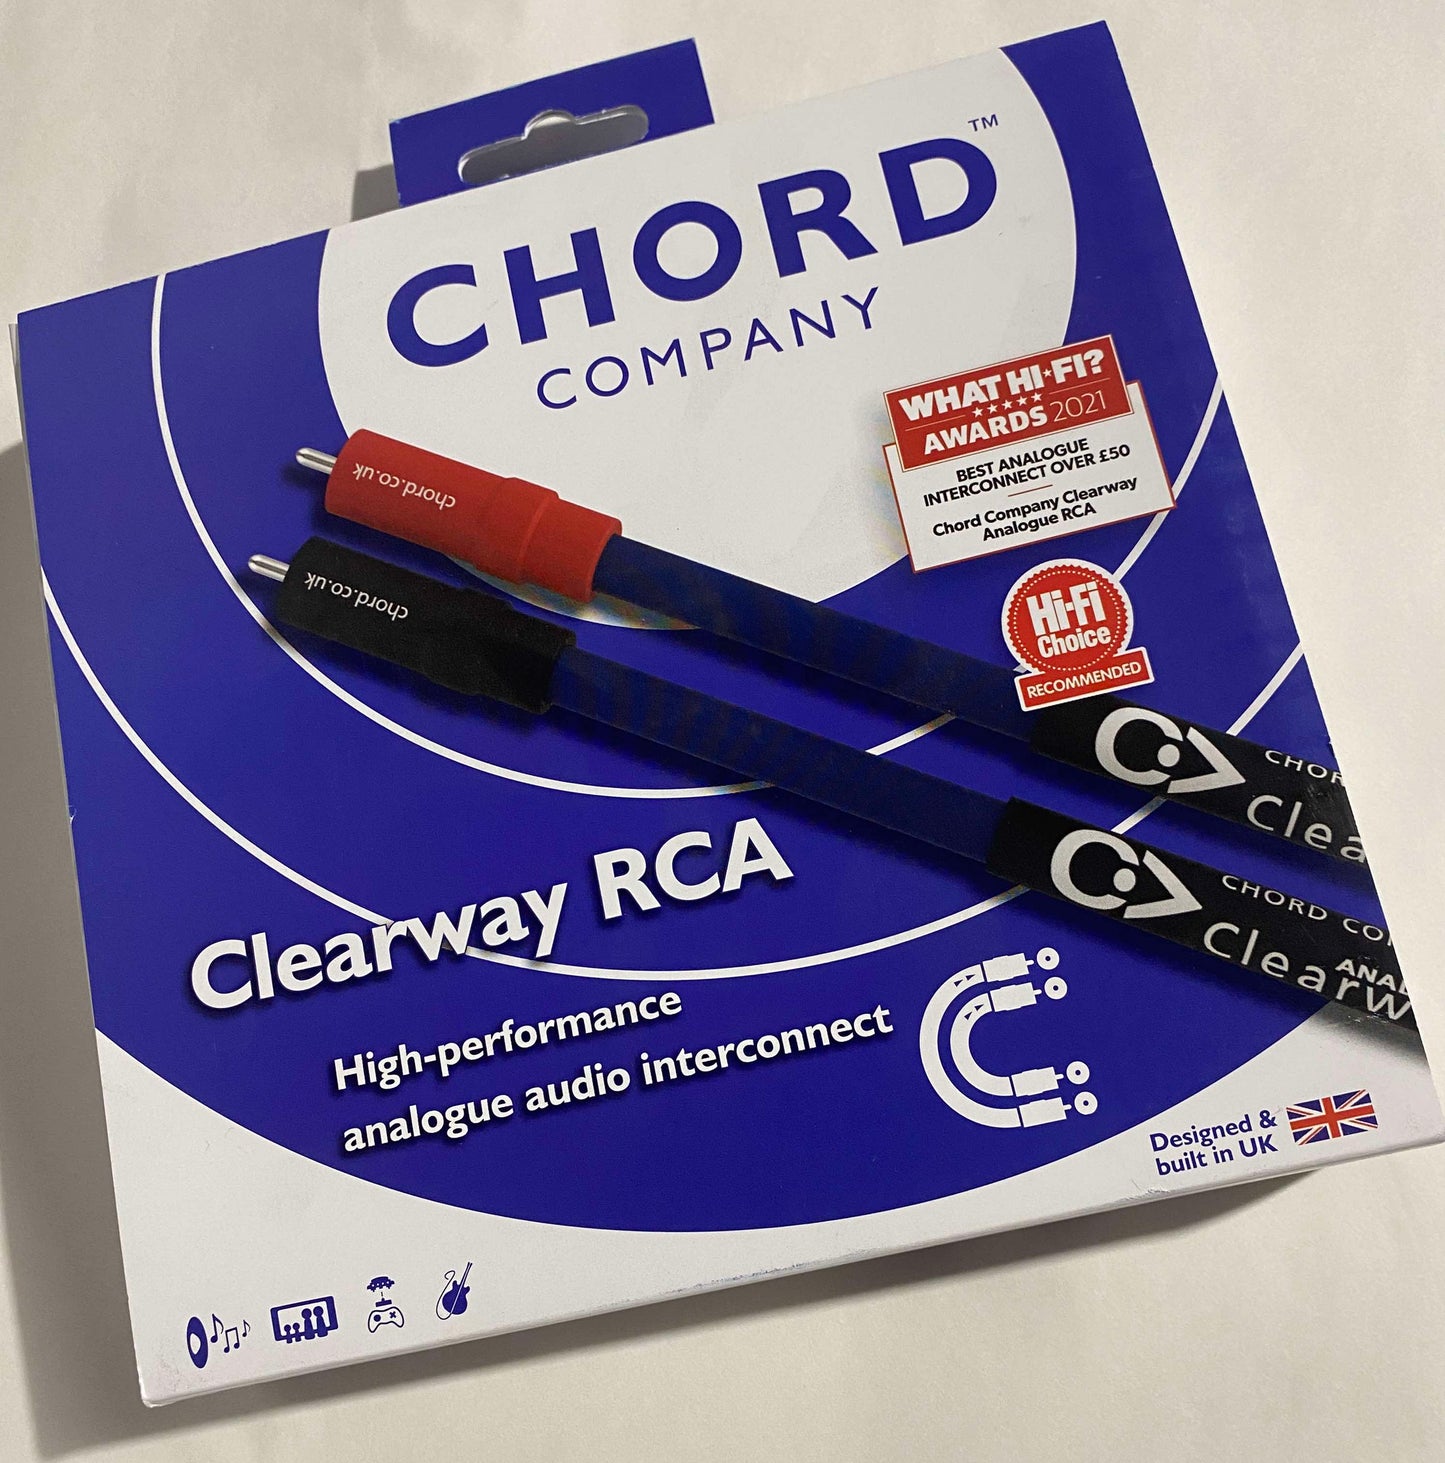 CHORD™
COMPANY
WHAT HI★FI?
AWARDS 2021
BEST ANALOGUE
INTERCONNECT OVER £50
Chord Company Clearway
Analogue RCA
Hi-Fi
Choice
RECOMMENDED
chord.co.uk
chord.co.uk
CHOR
Clea
CHORD CO
Clearw
ANAL
Clearway RCA
High-performance
analogue audio interconnect
Designed &
built in UK